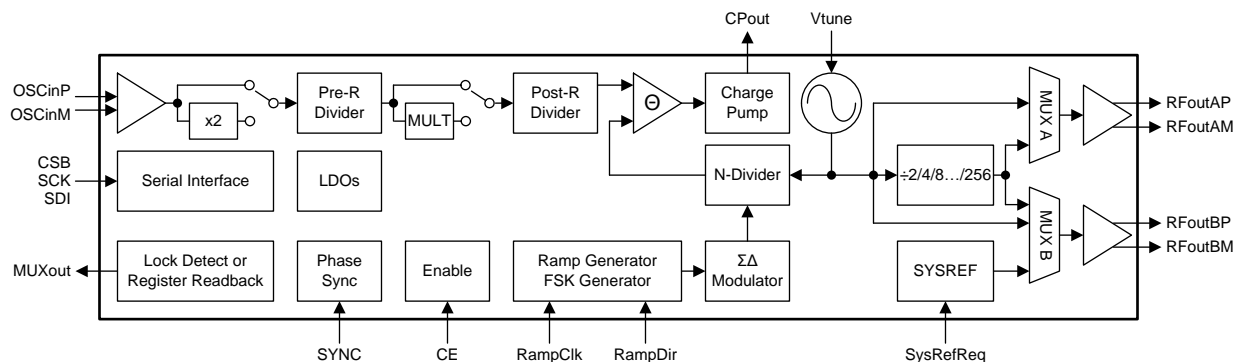 CPout
Vtune
OSCinP
OSCinM
x2
Pre-R
Divider
MULT
Post-R
Divider
Θ
Charge
Pump
MUX A
RFoutAP
RFoutAM
CSB
SCK
SDI
Serial Interface
LDOs
N-Divider
÷2/4/8.../256
MUX B
RFoutBP
RFoutBM
MUXout
Lock Detect or
Register Readback
Phase
Sync
Enable
Ramp Generator
FSK Generator
ΣΔ
Modulator
SYSREF
SYNC
CE
RampClk
RampDir
SysRefReq